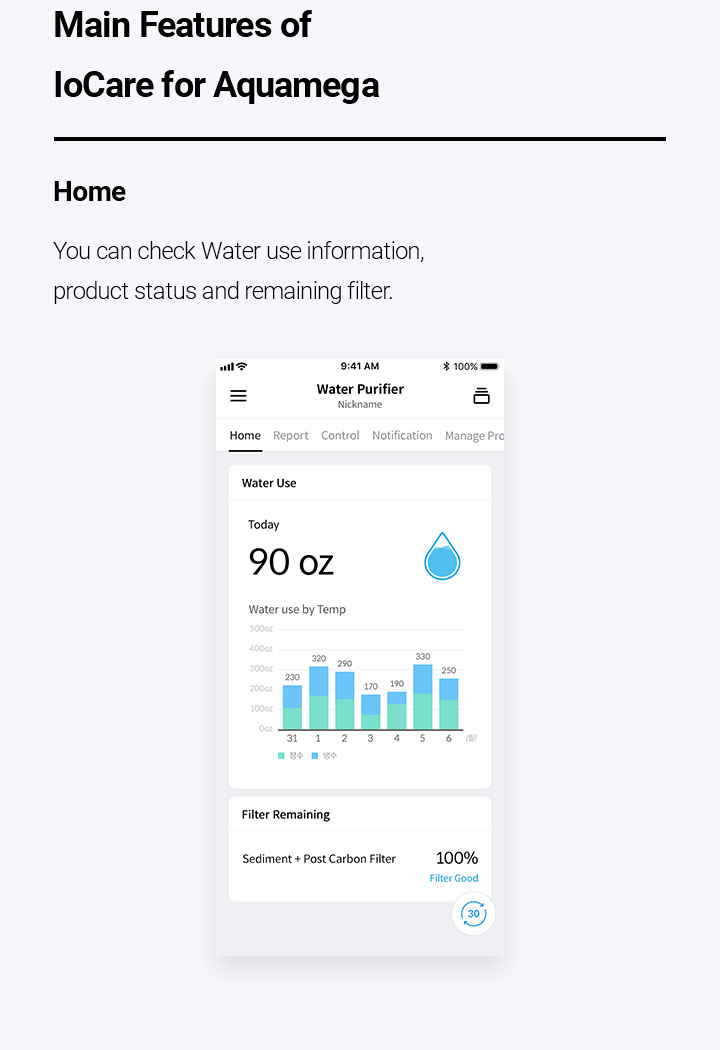 Main Features of
IoCare for Aquamega
Home
You can check Water use information,
product status and remaining filter.
9:41 AM 100%
Water Purifier
Nickname
Home Report Control Notification Manage Pro
Water Use
Today
90 oz
Water use by Temp
500oz
400oz
300oz
200oz
100oz
0oz
230 320 290 170 190 330 250
31 1 2 3 4 5 6 (일)
정수 냉수
Filter Remaining
Sediment + Post Carbon Filter 100%
Filter Good
30